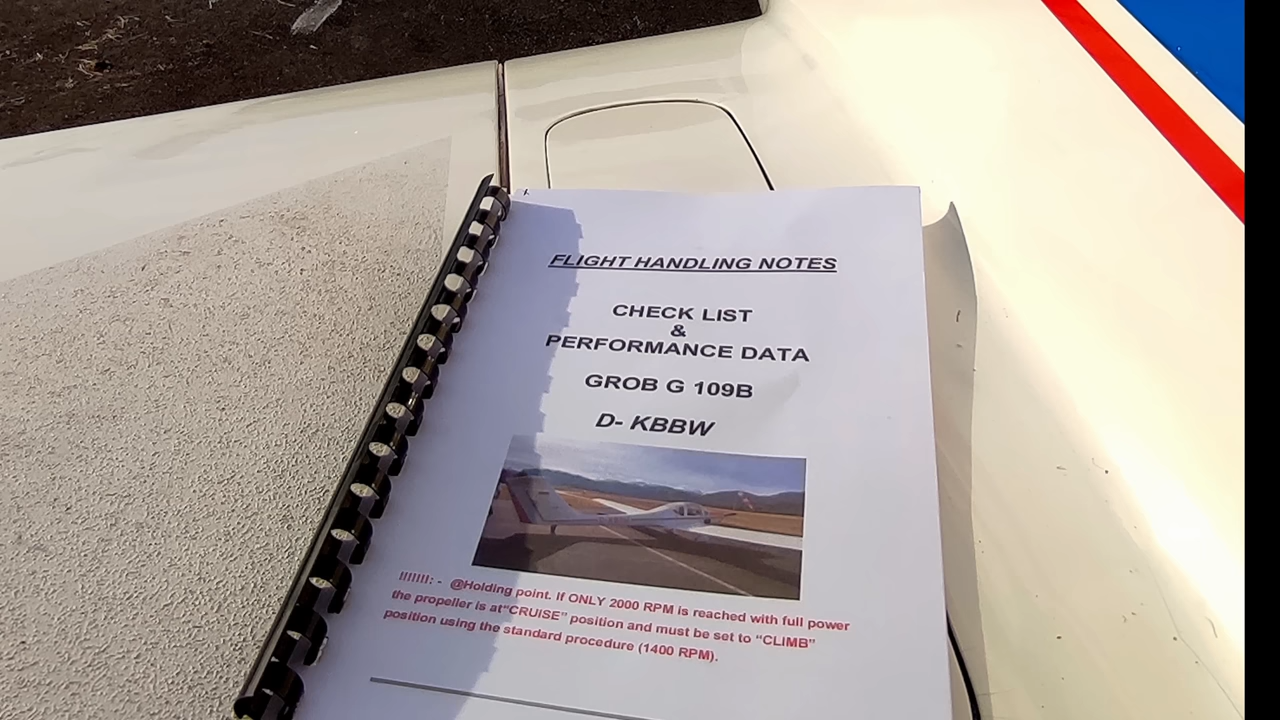 FLIGHT HANDLING NOTES
CHECK LIST
&
PERFORMANCE DATA
GROB G 109B
D- KBBW
!!!!!!!: - @Holding point. if ONLY 2000 RPM is reached with full power
the propeller is at“CRUISE” position and must be set to “CLIMB”
position using the standard procedure (1400 RPM).